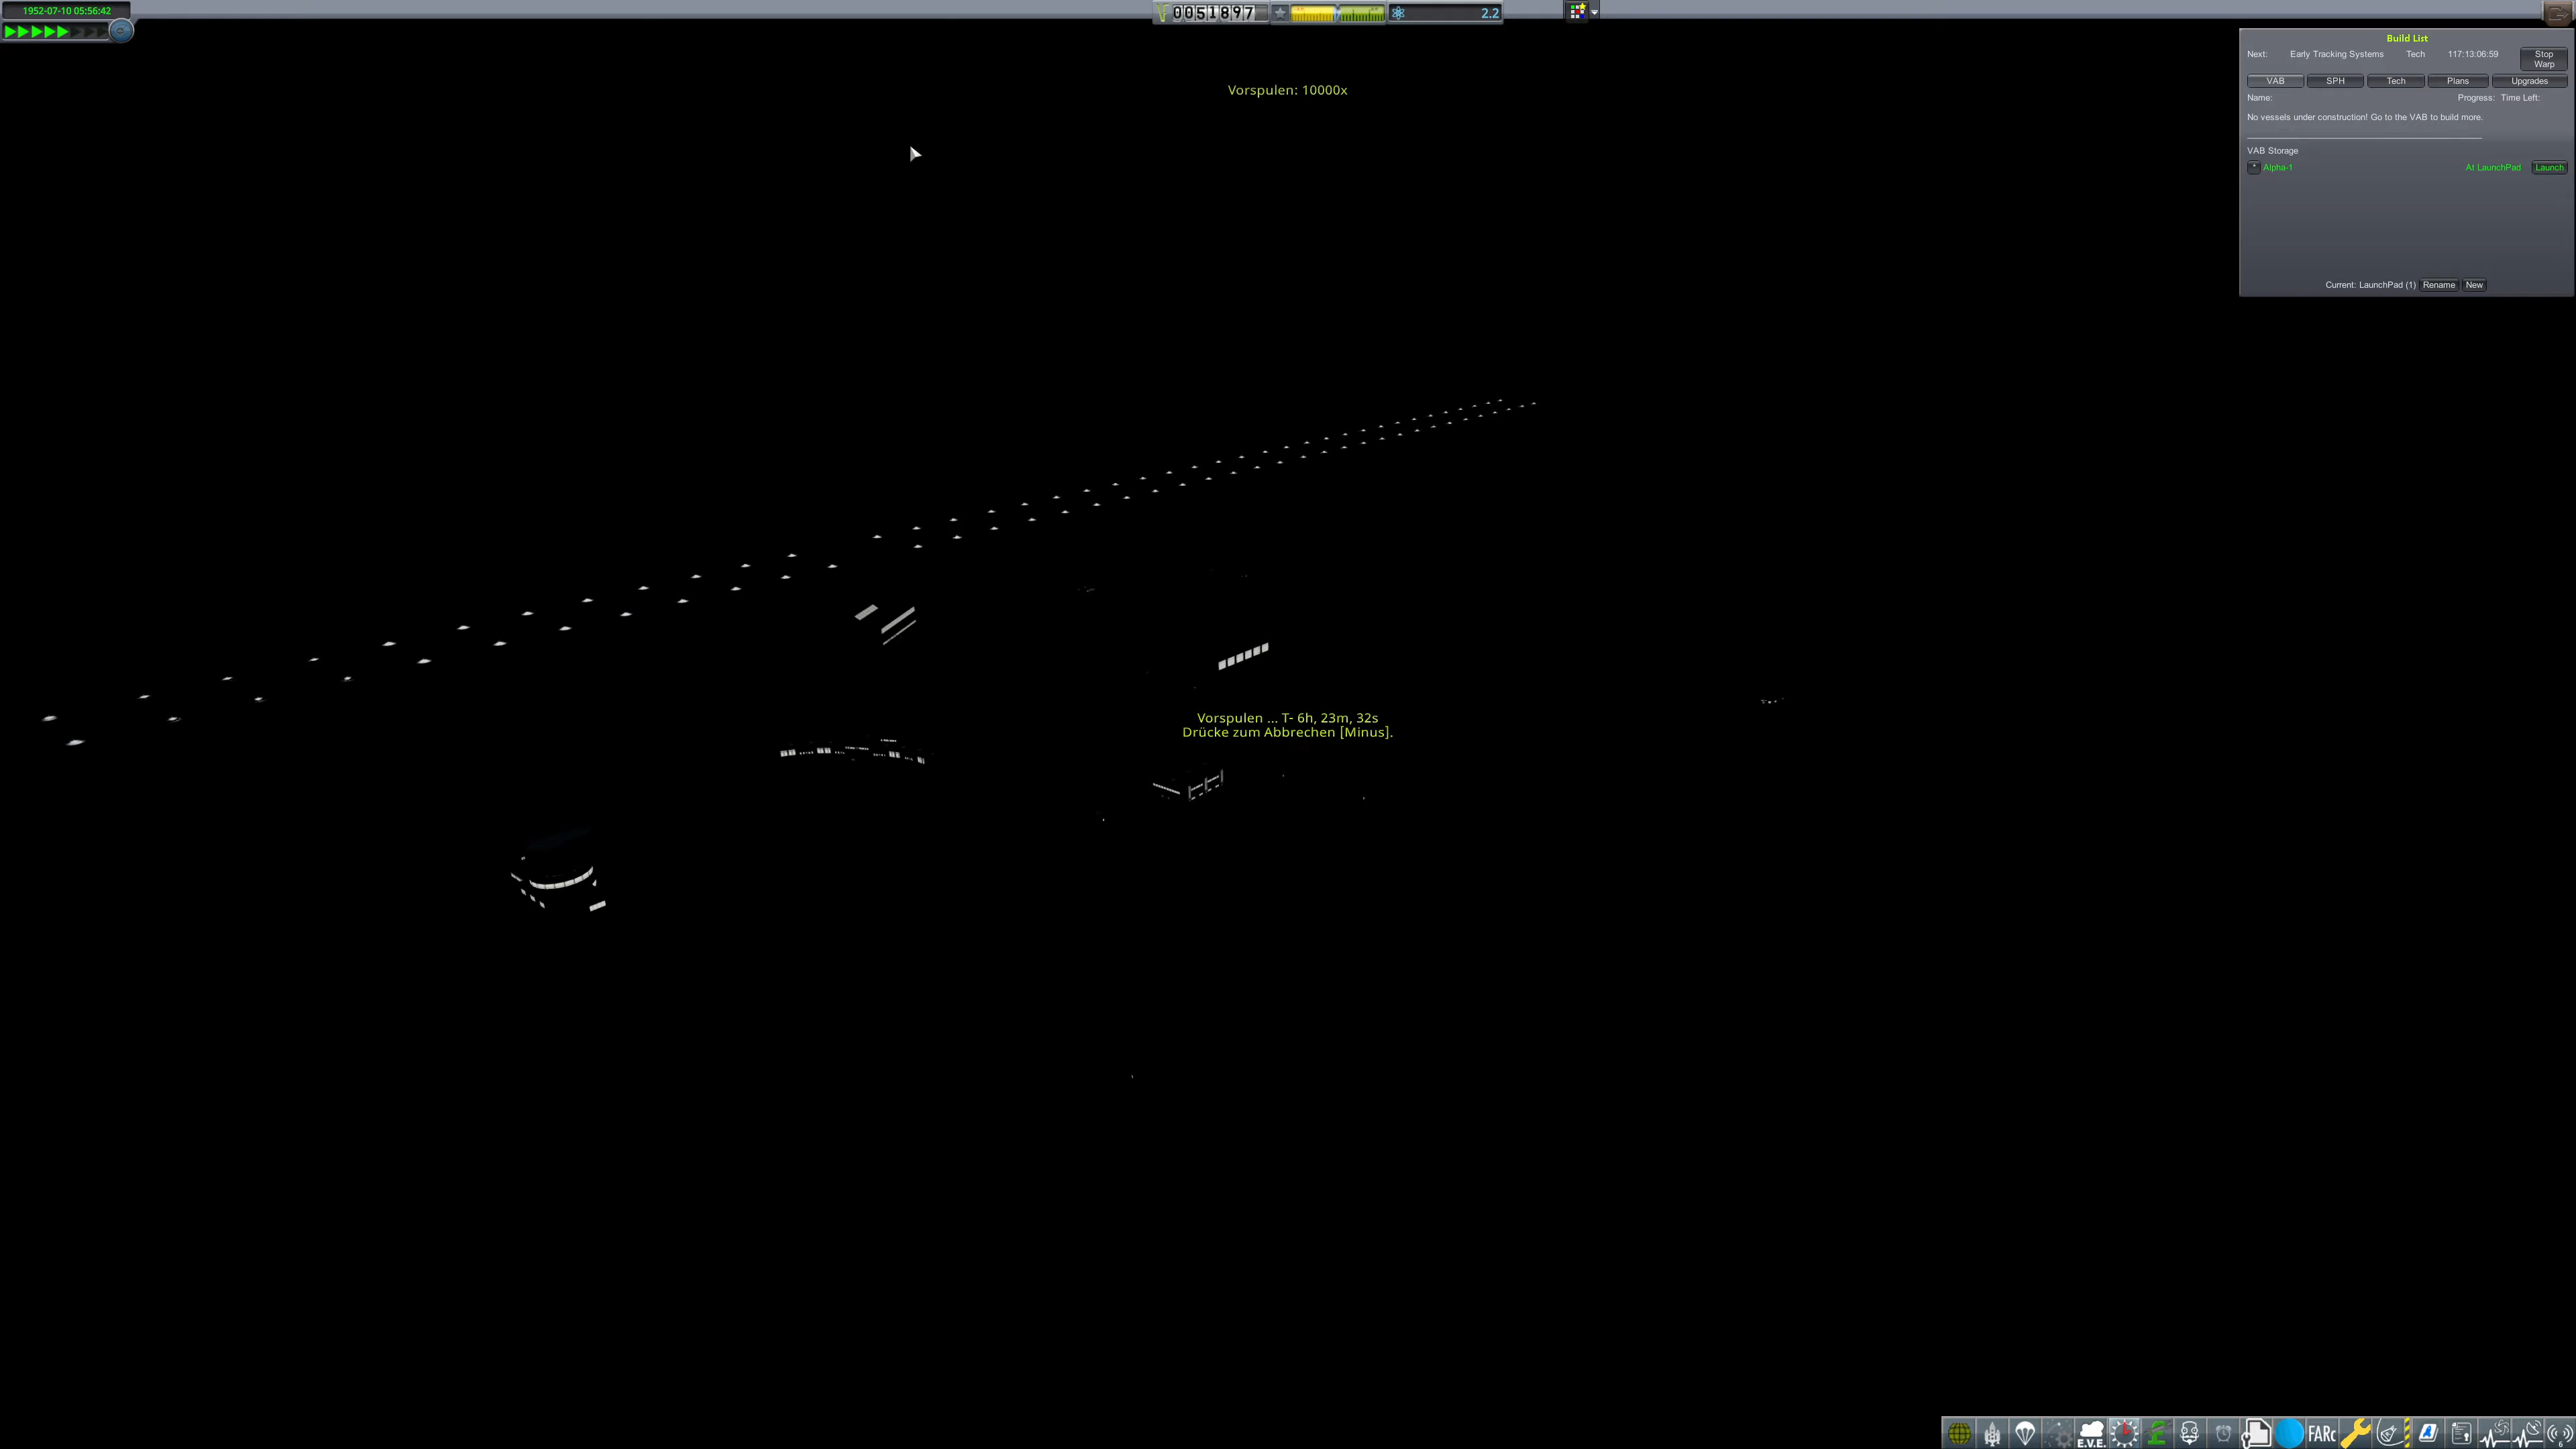 1952-07-10 05:56:42
0051897
2.2
Vorspulen: 10000x
Build List
Next: Early Tracking Systems Tech 117:13:06:59 Stop Warp
VAB SPH Tech Plans Upgrades
Name: Progress: Time Left:
No vessels under construction! Go to the VAB to build more.
VAB Storage
* Alpha-1 At LaunchPad Launch
Current: LaunchPad (1) Rename New
Vorspulen ... T- 6h, 23m, 32s
Drücke zum Abbrechen [Minus].
E.V.E.
FARc
A